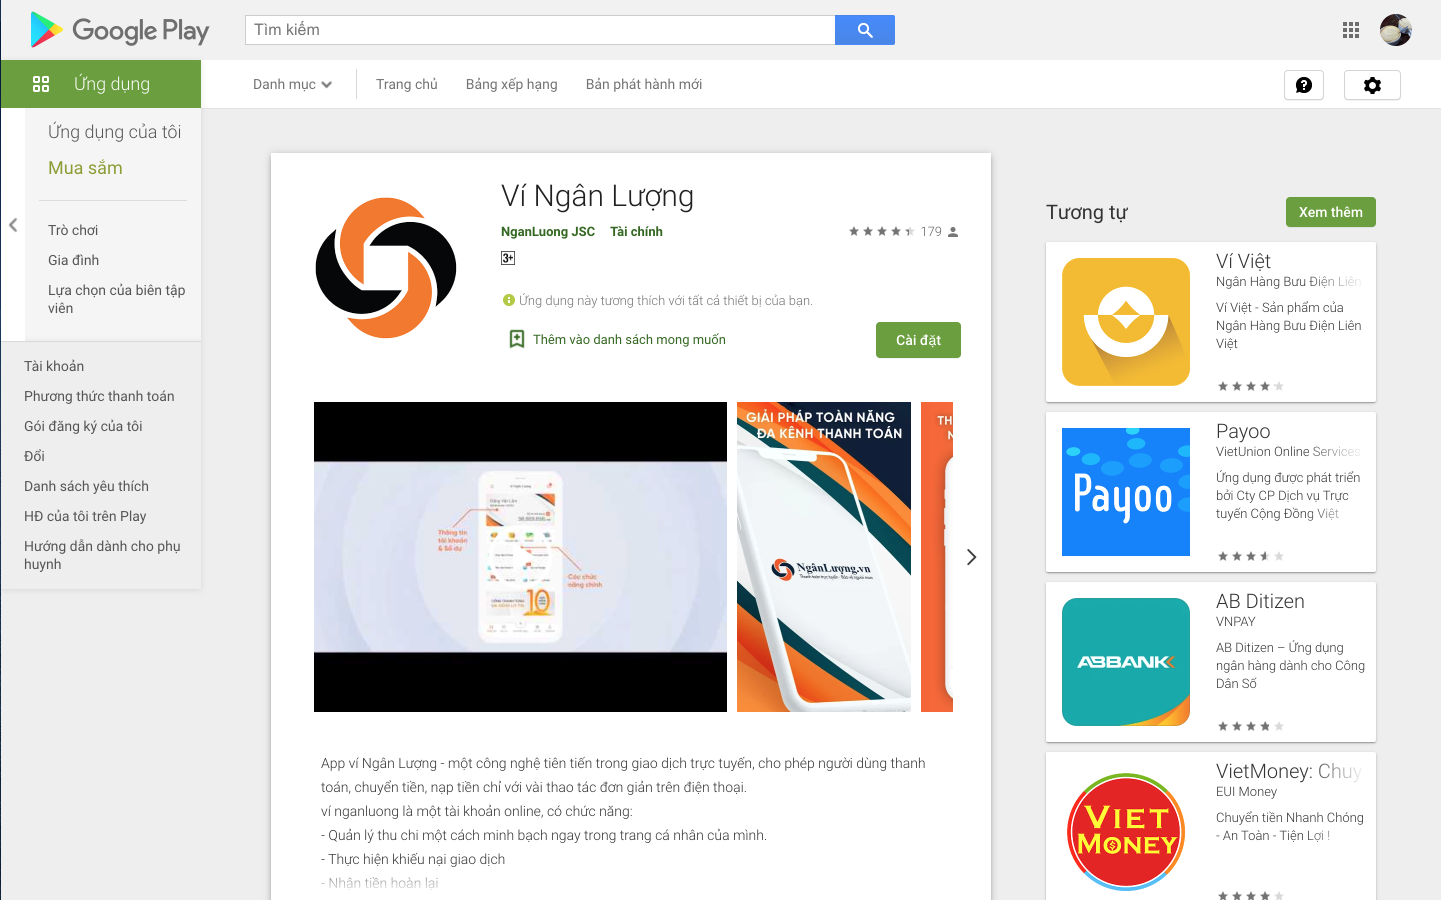 Google Play
Tìm kiếm
Ứng dụng
Danh mục
Trang chủ
Bảng xếp hạng
Bản phát hành mới
Ứng dụng của tôi
Mua sắm
Trò chơi
Gia đình
Lựa chọn của biên tập
viên
Tài khoản
Phương thức thanh toán
Gói đăng ký của tôi
Đổi
Danh sách yêu thích
HĐ của tôi trên Play
Hướng dẫn dành cho phụ
huynh
Ví Ngân Lượng
NganLuong JSC Tài chính
179
3+
Ứng dụng này tương thích với tất cả thiết bị của bạn.
Thêm vào danh sách mong muốn
Cài đặt
Thông tin
tài khoản
& Số dư
Các chức
năng chính
10
GIẢI PHÁP TOÀN NĂNG
ĐA KÊNH THANH TOÁN
NgânLượng.vn
TH
N
App ví Ngân Lượng - một công nghệ tiên tiến trong giao dịch trực tuyến, cho phép người dùng thanh
toán, chuyển tiền, nạp tiền chỉ với vài thao tác đơn giản trên điện thoại.
ví nganluong là một tài khoản online, có chức năng:
- Quản lý thu chi một cách minh bạch ngay trong trang cá nhân của mình.
- Thực hiện khiếu nại giao dịch
- Nhận tiền hoàn lại
Tương tự
Xem thêm
Ví Việt
Ngân Hàng Bưu Điện Liên
Ví Việt - Sản phẩm của
Ngân Hàng Bưu Điện Liên
Việt
Payoo
Payoo
VietUnion Online Services
Ứng dụng được phát triển
bởi Cty CP Dịch vụ Trực
tuyến Cộng Đồng Việt
ABBANK
AB Ditizen
VNPAY
AB Ditizen – Ứng dụng
ngân hàng dành cho Công
Dân Số
VIET
MONEY
VietMoney: Chuy
EUI Money
Chuyển tiền Nhanh Chóng
- An Toàn - Tiện Lợi !